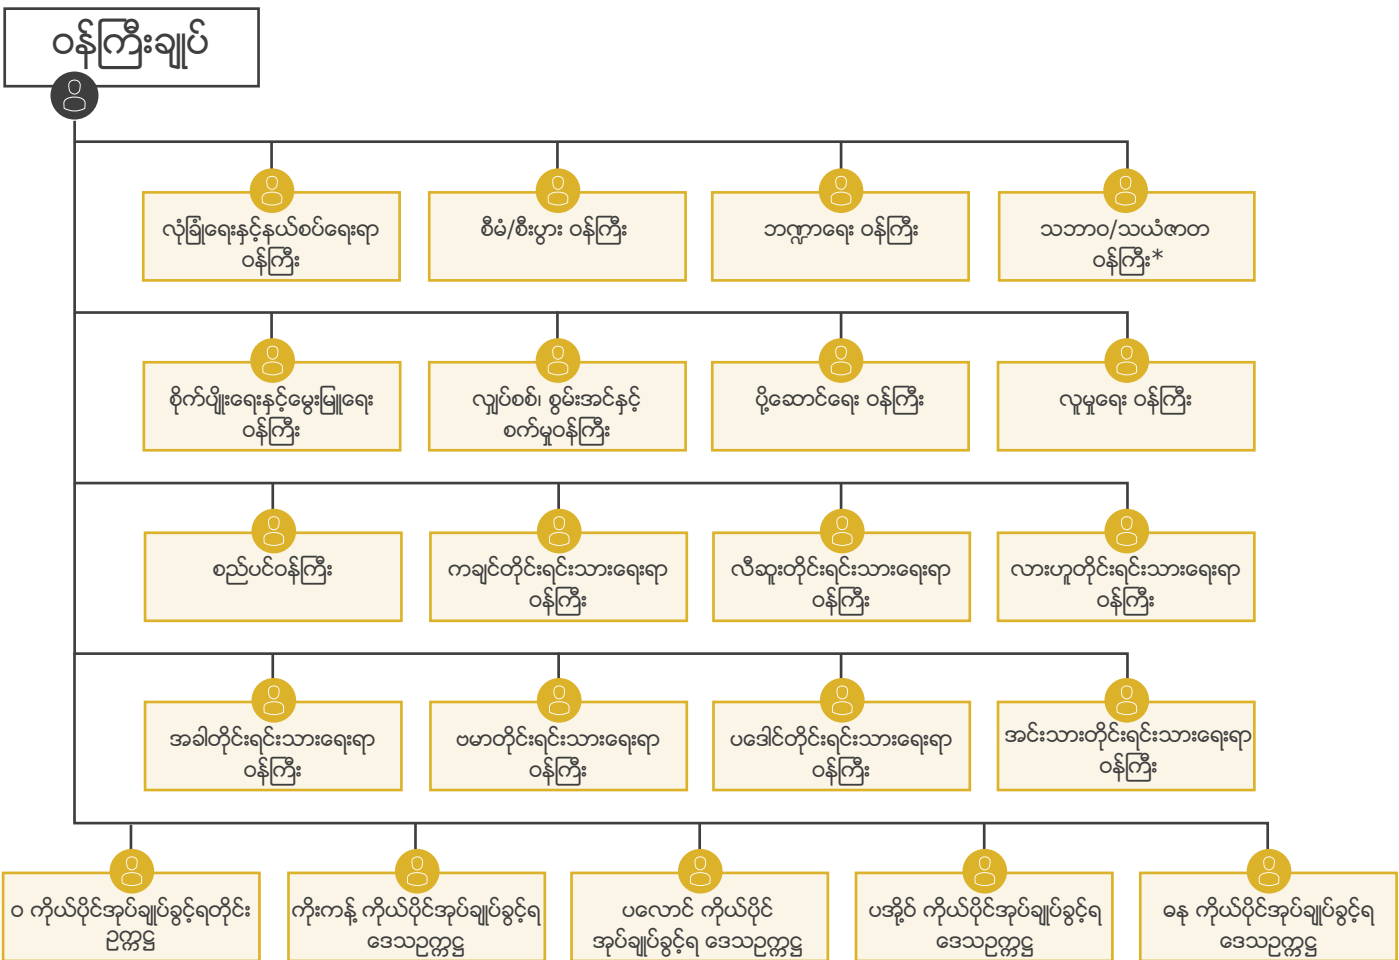 ဝန်ကြီးချုပ်
လုံခြုံရေးနှင့်နယ်စပ်ရေးရာ
ဝန်ကြီး
စီမံ/စီးပွား ဝန်ကြီး
ဘဏ္ဍာရေး ဝန်ကြီး
သဘာဝ/သယံဇာတ
ဝန်ကြီး*
စိုက်ပျိုးရေးနှင့်မွေးမြူရေး
ဝန်ကြီး
လျှပ်စစ်၊ စွမ်းအင်နှင့်
စက်မှုဝန်ကြီး
ပို့ဆောင်ရေး ဝန်ကြီး
လူမှုရေး ဝန်ကြီး
စည်ပင်ဝန်ကြီး
ကချင်တိုင်းရင်းသားရေးရာ
ဝန်ကြီး
လီဆူးတိုင်းရင်းသားရေးရာ
ဝန်ကြီး
လားဟူတိုင်းရင်းသားရေးရာ
ဝန်ကြီး
အခါတိုင်းရင်းသားရေးရာ
ဝန်ကြီး
ဗမာတိုင်းရင်းသားရေးရာ
ဝန်ကြီး
ပဒေါင်တိုင်းရင်းသားရေးရာ
ဝန်ကြီး
အင်းသားတိုင်းရင်းသားရေးရာ
ဝန်ကြီး
ဝ ကိုယ်ပိုင်အုပ်ချုပ်ခွင့်ရတိုင်း
ဥက္ကဋ္ဌ
ကိုးကန့် ကိုယ်ပိုင်အုပ်ချုပ်ခွင့်ရ
ဒေသဥက္ကဋ္ဌ
ပလောင် ကိုယ်ပိုင်
အုပ်ချုပ်ခွင့်ရ ဒေသဥက္ကဋ္ဌ
ပအို့ဝ် ကိုယ်ပိုင်အုပ်ချုပ်ခွင့်ရ
ဒေသဥက္ကဋ္ဌ
ဓနု ကိုယ်ပိုင်အုပ်ချုပ်ခွင့်ရ
ဒေသဥက္ကဋ္ဌ